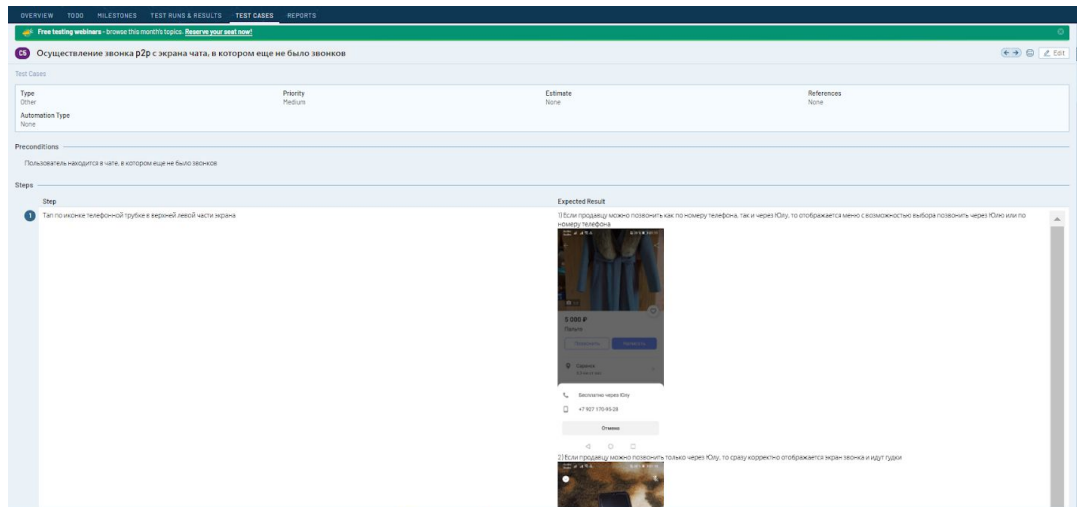 OVERVIEW TODO MILESTONES TEST RUNS & RESULTS TEST CASES REPORTS
Free testing webinars - browse this month's topics. Reserve your seat now!
C5 Осуществление звонка p2p с экрана чата, в котором еще не было звонков
Edit
Test Cases
Type Priority Estimate References
Other Medium None None
Automation Type
None
Preconditions
Пользователь находится в чате, в котором еще не было звонков
Steps
Step Expected Result
1 Тап по иконке телефонной трубке в верхней левой части экрана
1) Если продавцу можно позвонить как по номеру телефона, так и через Юлу, то отображается меню с возможностью выбора позвонить через Юлю или по
номеру телефона
5 000 ₽
Пальто
Позвонить Написать
Бесплатно через Юлу
+7 927 170-93-28
Отмена
2) Если продавцу можно позвонить только через Юлу, то сразу корректно отображается экран звонка и идут гудки